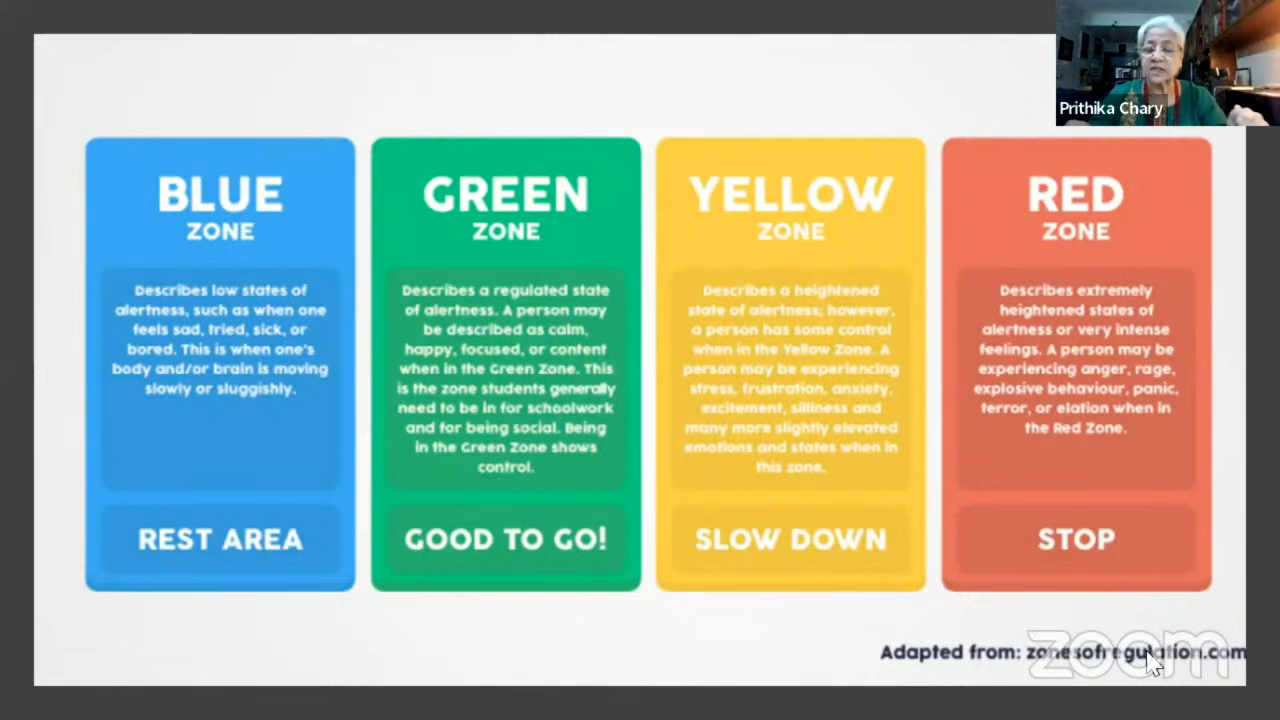 Prithika Chary
BLUE
ZONE
Describes low states of
alertness, such as when one
feels sad, tried, sick, or
bored. This is when one's
body and/or brain is moving
slowly or sluggishly.
REST AREA
GREEN
ZONE
Describes a regulated state
of alertness. A person may
be described as calm,
happy, focused, or content
when in the Green Zone. This
is the zone students generally
need to be in for schoolwork
and for being social. Being
in the Green Zone shows
control.
GOOD TO GO!
YELLOW
ZONE
Describes a heightened
state of alertness; however,
a person has some control
when in the Yellow Zone. A
person may be experiencing
stress, frustration, anxiety,
excitement, silliness and
many more slightly elevated
emotions and states when in
this zone.
SLOW DOWN
RED
ZONE
Describes extremely
heightened states of
alertness or very intense
feelings. A person may be
experiencing anger, rage,
explosive behaviour, panic,
terror, or elation when in
the Red Zone.
STOP
Adapted from: zonesofregulation.com
zoom